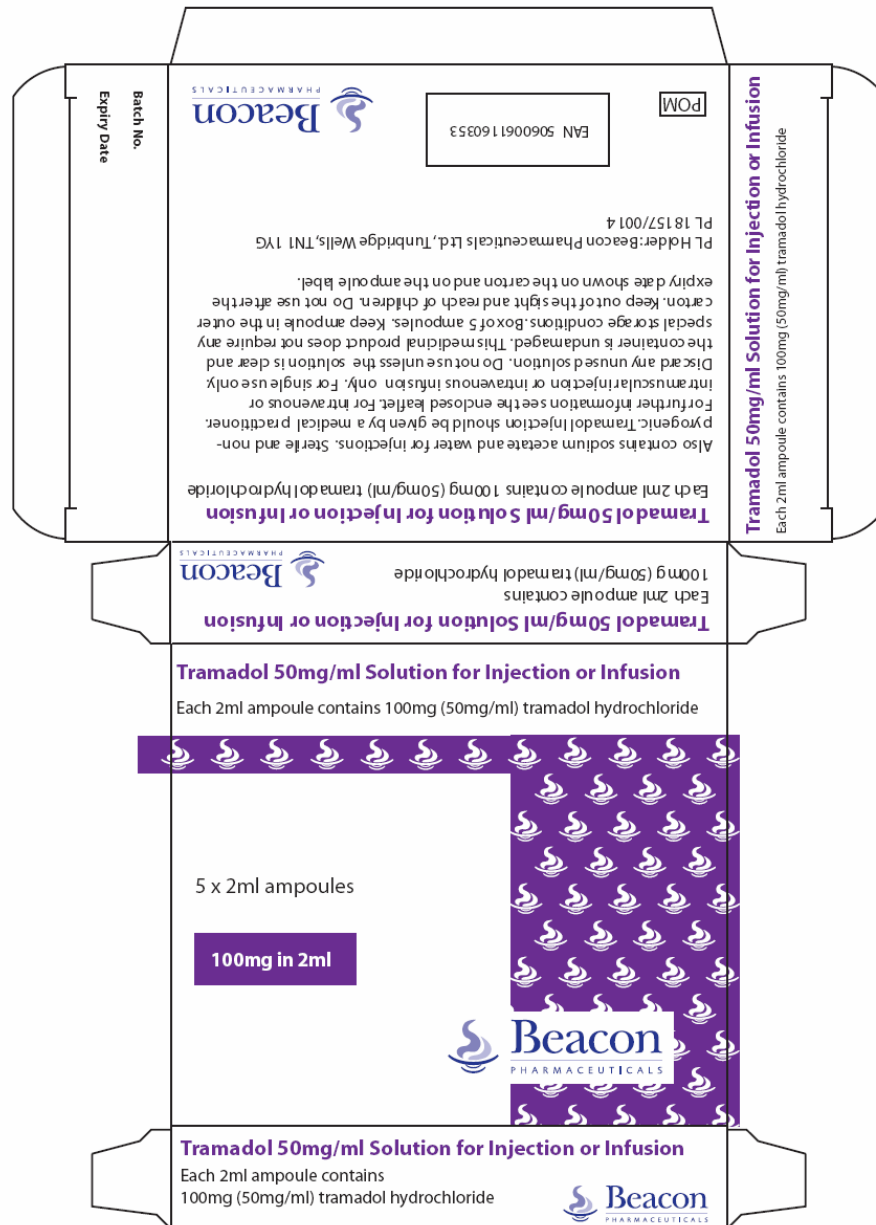 Beacon
PHARMACEUTICALS
EAN 5060061160353
POM
PL Holder: Beacon Pharmaceuticals Ltd., Tunbridge Wells, TN1 1YG
PL 18157/0014
Tramadol 50mg/ml Solution for Injection or Infusion
Each 2ml ampoule contains 100mg (50mg/ml) tramadol hydrochloride
Also contains sodium acetate and water for injections. Sterile and non-
pyrogenic. Tramadol Injection should be given by a medical practitioner.
For further information see the enclosed leaflet. For intravenous or
intramuscular injection or intravenous infusion only. For single use only.
Discard any unused solution. Do not use unless the solution is clear and
the container is undamaged. This medicinal product does not require any
special storage conditions. Box of 5 ampoules. Keep ampoule in the outer
carton. Keep out of the sight and reach of children. Do not use after the
expiry date shown on the carton and on the ampoule label.
Batch No.
Expiry Date
Tramadol 50mg/ml Solution for Injection or Infusion
Each 2ml ampoule contains 100mg (50mg/ml) tramadol hydrochloride
Tramadol 50mg/ml Solution for Injection or Infusion
Each 2ml ampoule contains
100mg (50mg/ml) tramadol hydrochloride
Beacon
PHARMACEUTICALS
Tramadol 50mg/ml Solution for Injection or Infusion
Each 2ml ampoule contains 100mg (50mg/ml) tramadol hydrochloride
5 x 2ml ampoules
100mg in 2ml
Beacon
PHARMACEUTICALS
Tramadol 50mg/ml Solution for Injection or Infusion
Each 2ml ampoule contains
100mg (50mg/ml) tramadol hydrochloride
Beacon
PHARMACEUTICALS